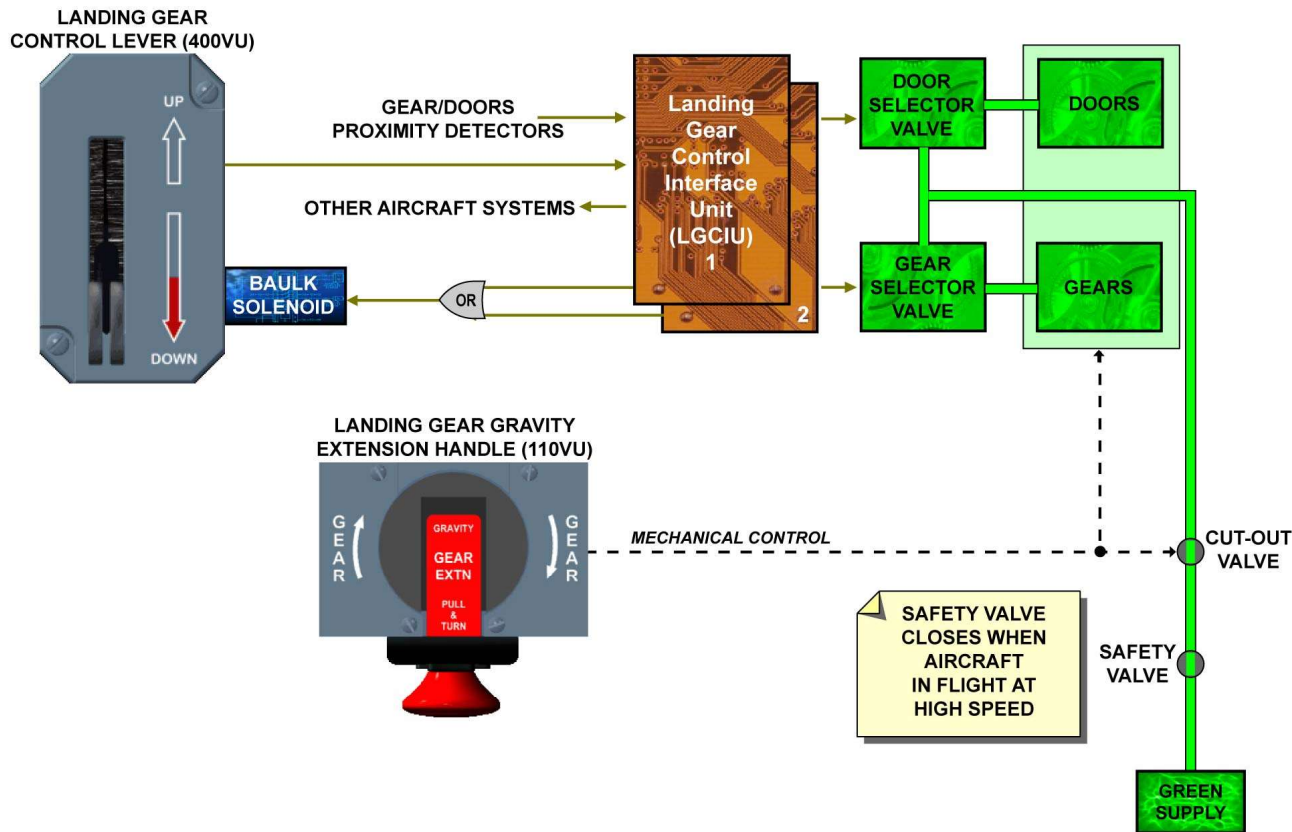 LANDING GEAR
CONTROL LEVER (400VU)
UP
DOWN
GEAR/DOORS
PROXIMITY DETECTORS
OTHER AIRCRAFT SYSTEMS
BAULK
SOLENOID
OR
Landing
Gear
Control
Interface
Unit
(LGCIU)
1
2
DOOR
SELECTOR
VALVE
DOORS
GEAR
SELECTOR
VALVE
GEARS
LANDING GEAR GRAVITY
EXTENSION HANDLE (110VU)
GEAR
GRAVITY
GEAR
EXTN
PULL
&
TURN
GEAR
MECHANICAL CONTROL
CUT-OUT
VALVE
SAFETY VALVE
CLOSES WHEN
AIRCRAFT
IN FLIGHT AT
HIGH SPEED
SAFETY
VALVE
GREEN
SUPPLY